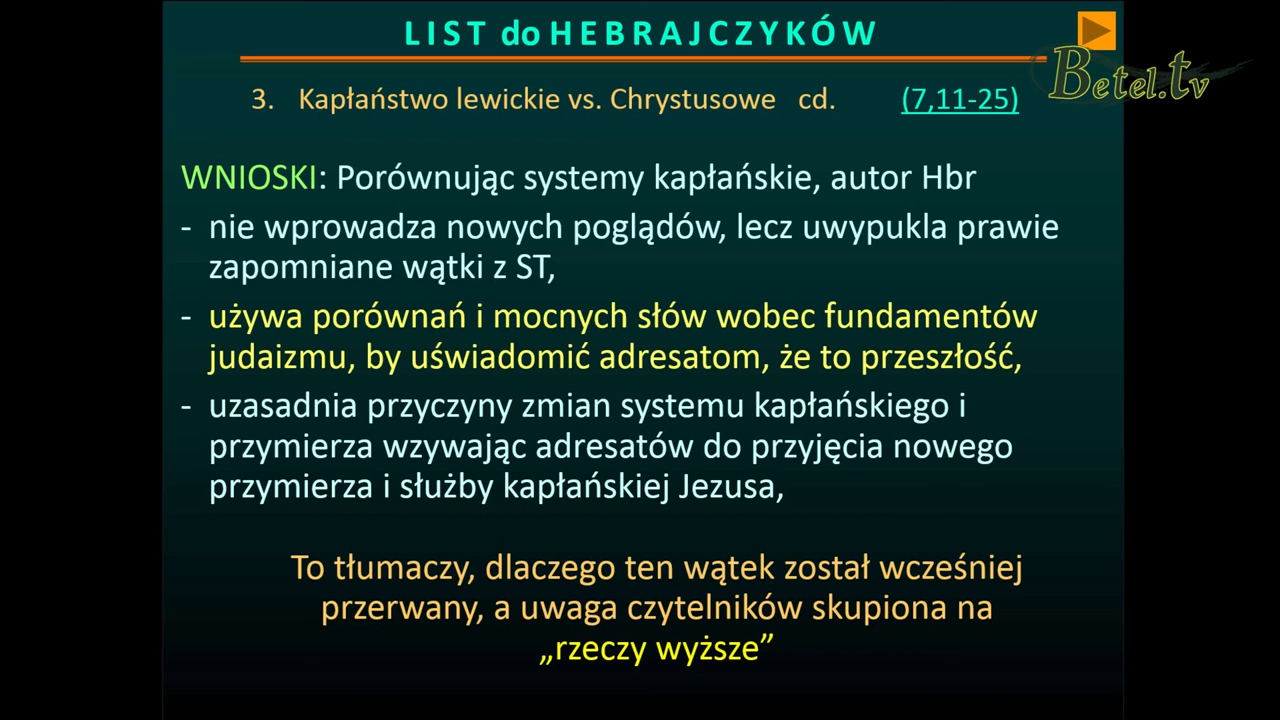 LIST do HEBRAJCZYKÓW
Betel.tv
3. Kapłaństwo lewickie vs. Chrystusowe cd. (7,11-25)
WNIOSKI: Porównując systemy kapłańskie, autor Hbr
- nie wprowadza nowych poglądów, lecz uwypukla prawie
zapomniane wątki z ST,
- używa porównań i mocnych słów wobec fundamentów
judaizmu, by uświadomić adresatom, że to przeszłość,
- uzasadnia przyczyny zmian systemu kapłańskiego i
przymierza wzywając adresatów do przyjęcia nowego
przymierza i służby kapłańskiej Jezusa,
To tłumaczy, dlaczego ten wątek został wcześniej
przerwany, a uwaga czytelników skupiona na
„rzeczy wyższe”